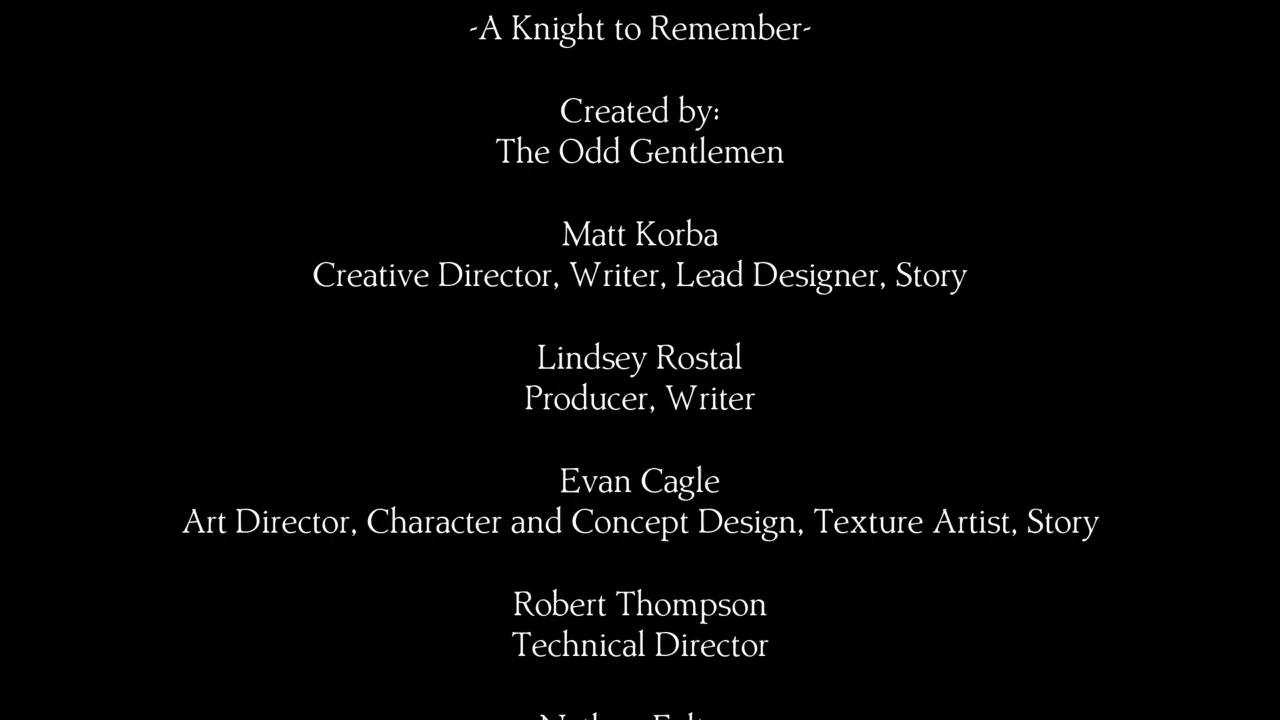 -A Knight to Remember-
Created by:
The Odd Gentlemen
Matt Korba
Creative Director, Writer, Lead Designer, Story
Lindsey Rostal
Producer, Writer
Evan Cagle
Art Director, Character and Concept Design, Texture Artist, Story
Robert Thompson
Technical Director